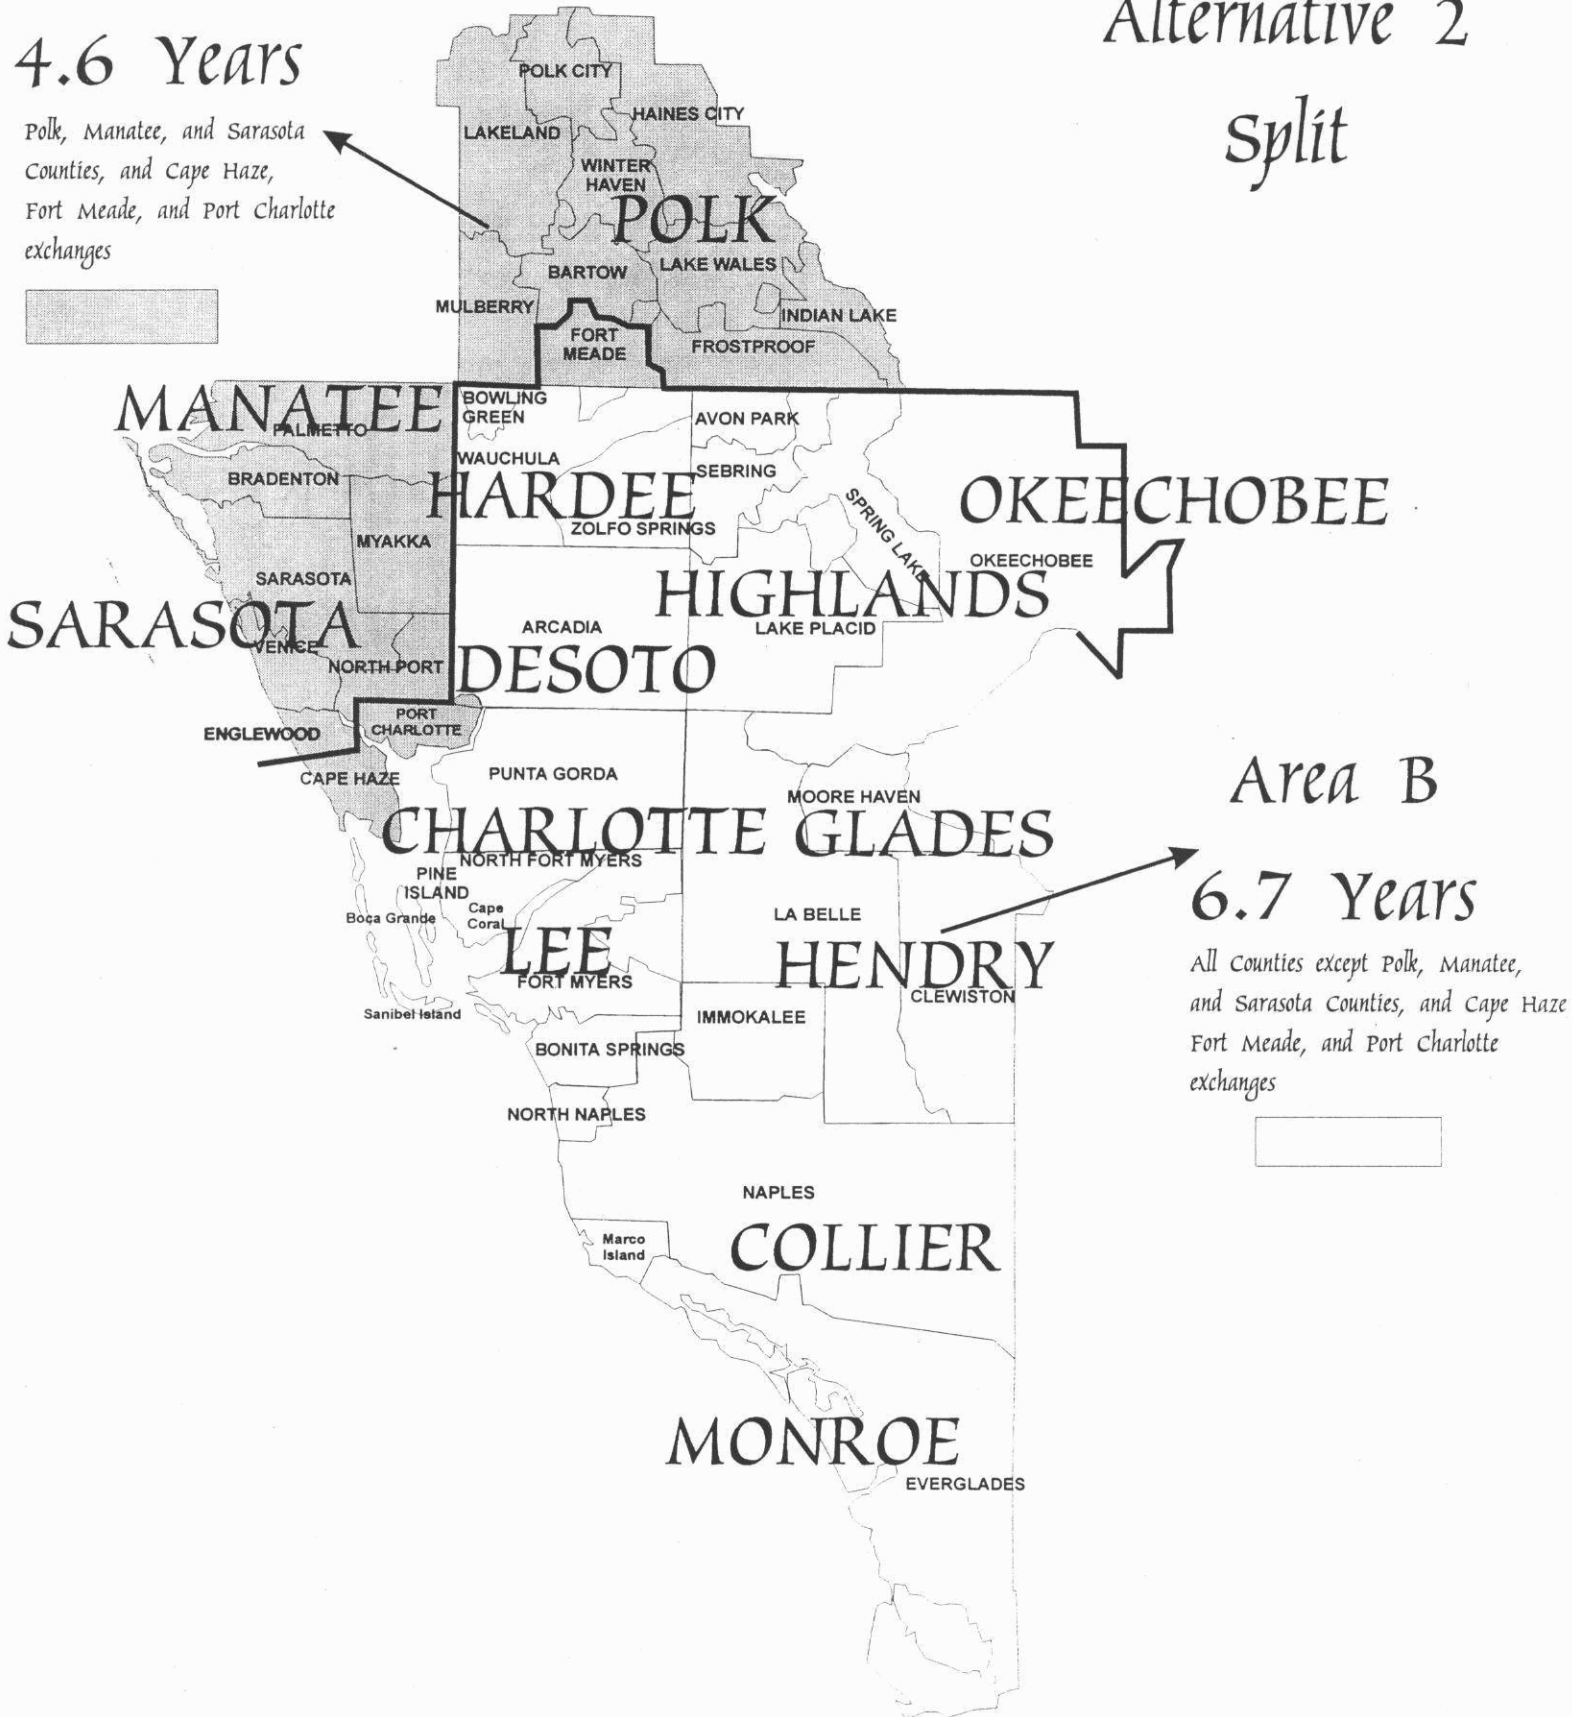 Alternative 2
Split
4.6 Years
Polk, Manatee, and Sarasota
Counties, and Cape Haze,
Fort Meade, and Port Charlotte
exchanges
POLK CITY
HAINES CITY
LAKELAND
WINTER
HAVEN
POLK
BARTOW
LAKE WALES
MULBERRY
INDIAN LAKE
FORT
MEADE
FROSTPROOF
MANATEE
PALMETTO
BOWLING
GREEN
AVON PARK
WAUCHULA
BRADENTON
SEBRING
HARDEE
OKEECHOBEE
SPRING LAKE
ZOLFO SPRINGS
MYAKKA
OKEECHOBEE
SARASOTA
HIGHLANDS
SARASOTA
ARCADIA
LAKE PLACID
VENICE
NORTH PORT
DESOTO
PORT
CHARLOTTE
ENGLEWOOD
CAPE HAZE
PUNTA GORDA
MOORE HAVEN
CHARLOTTE
GLADES
NORTH FORT MYERS
PINE
ISLAND
Boca Grande
Cape
Coral
LA BELLE
LEE
FORT MYERS
HENDRY
CLEWISTON
Sanibel Island
IMMOKALEE
BONITA SPRINGS
NORTH NAPLES
NAPLES
Marco
Island
COLLIER
MONROE
EVERGLADES
Area B
6.7 Years
All Counties except Polk, Manatee,
and Sarasota Counties, and Cape Haze
Fort Meade, and Port Charlotte
exchanges